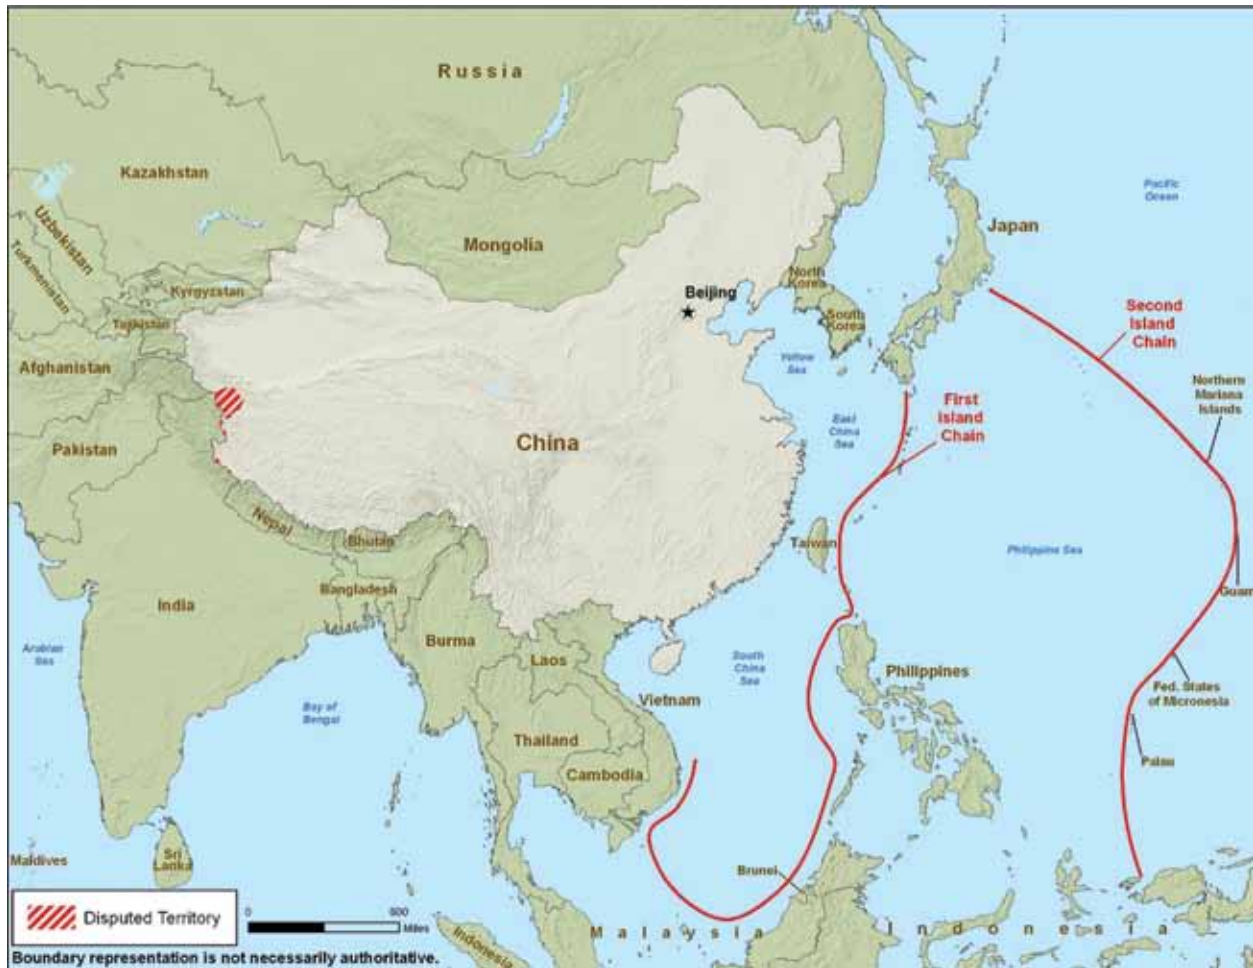 Russia
Kazakhstan
Uzbekistan
Turkmenistan
Mongolia
Kyrgyzstan
Tajikistan
Afghanistan
Pakistan
Beijing
North
Korea
South
Korea
Japan
Pacific
Ocean
Second
Island
Chain
Yellow
Sea
First
Island
Chain
Northern
Mariana
Islands
East
China
Sea
China
Nepal
Bhutan
Taiwan
Philippine Sea
Bangladesh
India
Guam
Burma
Arabian
Sea
Laos
South
China
Sea
Philippines
Vietnam
Fed. States
of Micronesia
Bay of
Bengal
Thailand
Palau
Cambodia
Maldives
Sri
Lanka
Brunei
Disputed Territory
0
600
Miles
Malaysia
Indonesia
Indonesia
Boundary representation is not necessarily authoritative.